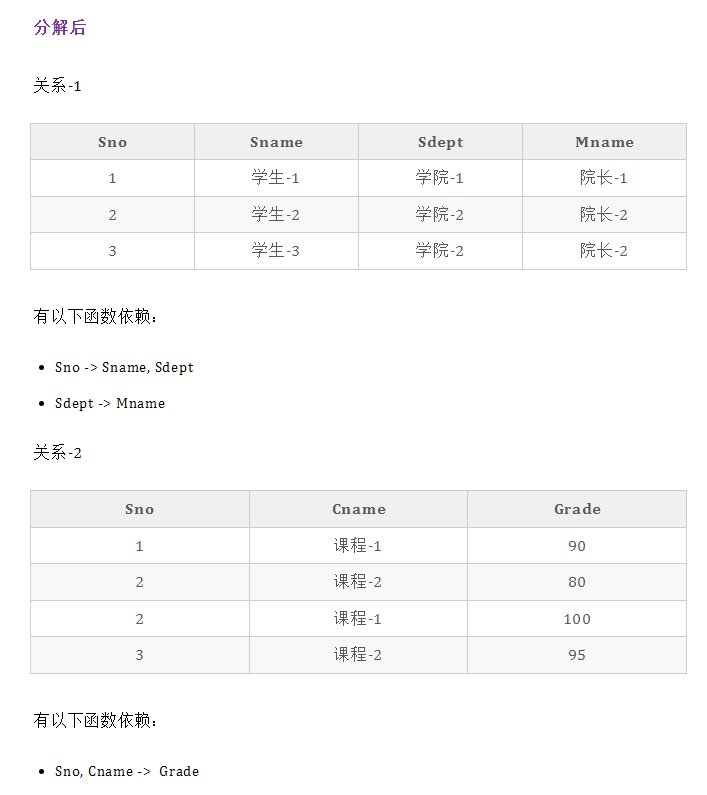 分解后
关系-1
Sno Sname Sdept Mname
1 学生-1 学院-1 院长-1
2 学生-2 学院-2 院长-2
3 学生-3 学院-2 院长-2
有以下函数依赖：
• Sno -> Sname, Sdept
• Sdept -> Mname
关系-2
Sno Cname Grade
1 课程-1 90
2 课程-2 80
2 课程-1 100
3 课程-2 95
有以下函数依赖：
• Sno, Cname -> Grade